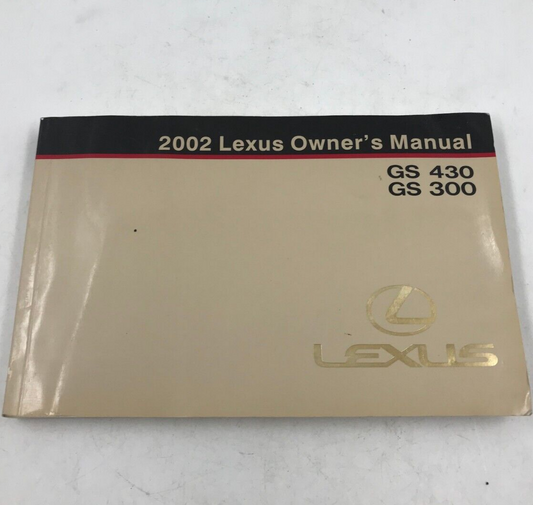 2002 Lexus Owner's Manual
GS 430
GS 300
LEXUS